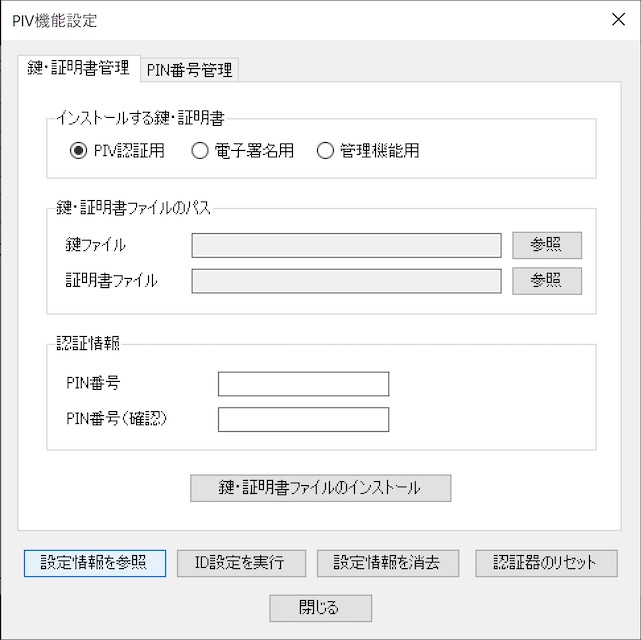 PIV機能設定
鍵・証明書管理 PIN番号管理
インストールする鍵・証明書
PIV認証用 電子署名用 管理機能用
鍵・証明書ファイルのパス
鍵ファイル 参照
証明書ファイル 参照
認証情報
PIN番号
PIN番号(確認)
鍵・証明書ファイルのインストール
設定情報を参照 ID設定を実行 設定情報を消去 認証器のリセット
閉じる